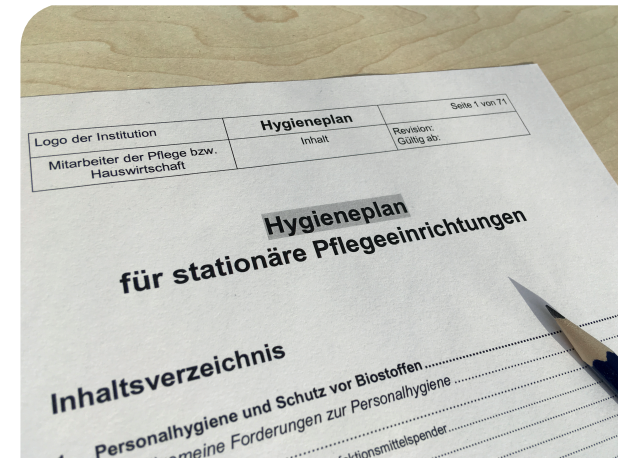 Logo der Institution
Hygieneplan
Seite 1 von 71
Mitarbeiter der Pflege bzw.
Hauswirtschaft
Inhalt
Revision:
Gültig ab:
Hygieneplan
für stationäre Pflegeeinrichtungen
Inhaltsverzeichnis
Personalhygiene und Schutz vor Biostoffen
Forderungen zur Personalhygiene